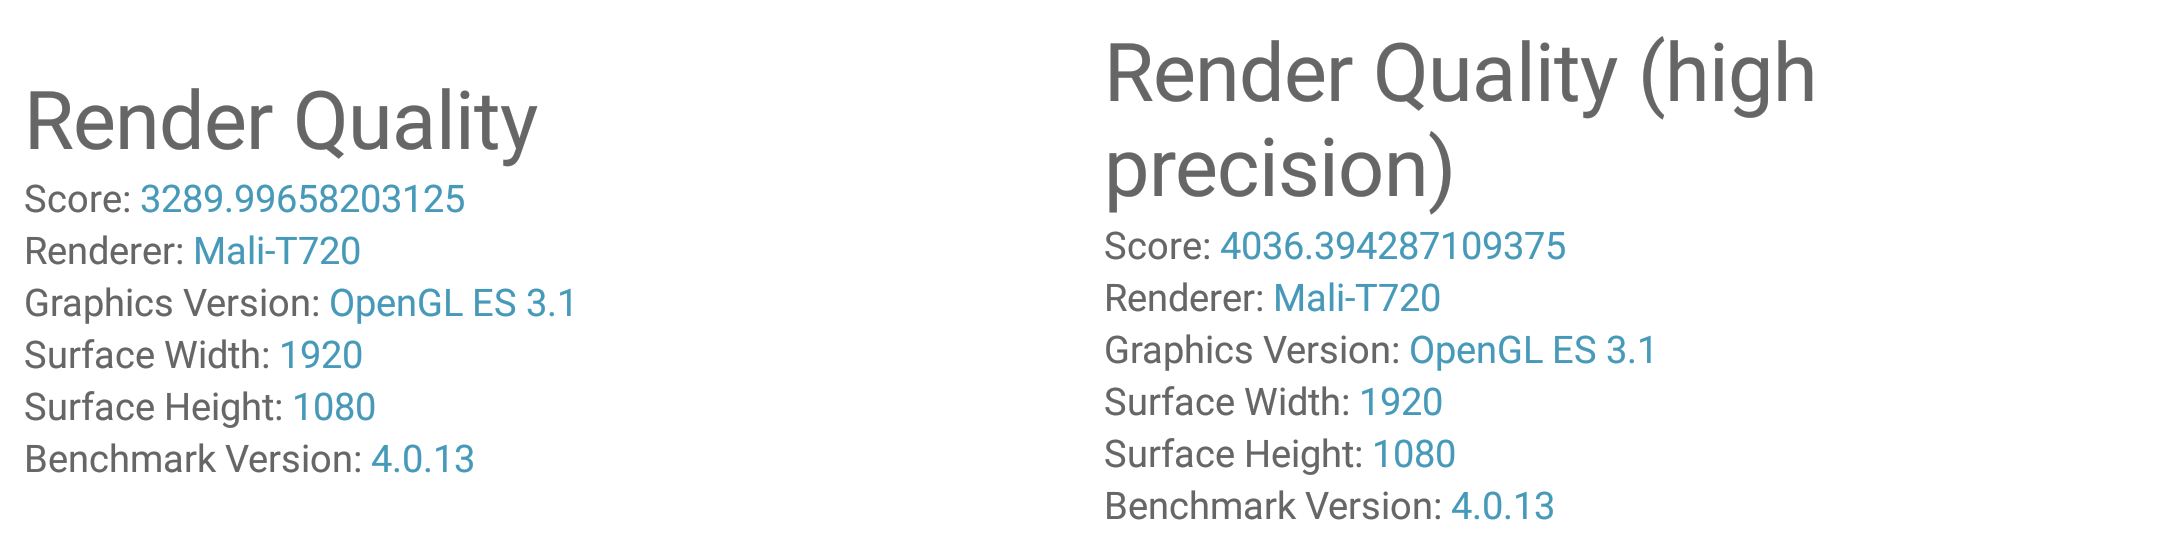 Render Quality
Score: 3289.99658203125
Renderer: Mali-T720
Graphics Version: OpenGL ES 3.1
Surface Width: 1920
Surface Height: 1080
Benchmark Version: 4.0.13
Render Quality (high
precision)
Score: 4036.394287109375
Renderer: Mali-T720
Graphics Version: OpenGL ES 3.1
Surface Width: 1920
Surface Height: 1080
Benchmark Version: 4.0.13